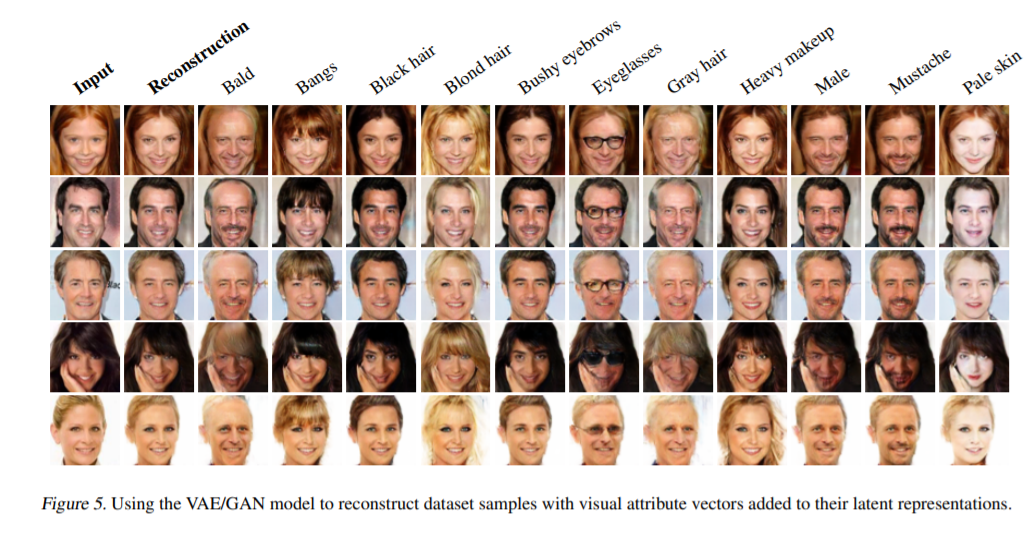 Input
Reconstruction
Bald
Bangs
Black hair
Blond hair
Bushy eyebrows
Eyeglasses
Gray hair
Heavy makeup
Male
Mustache
Pale skin
Figure 5. Using the VAE/GAN model to reconstruct dataset samples with visual attribute vectors added to their latent representations.